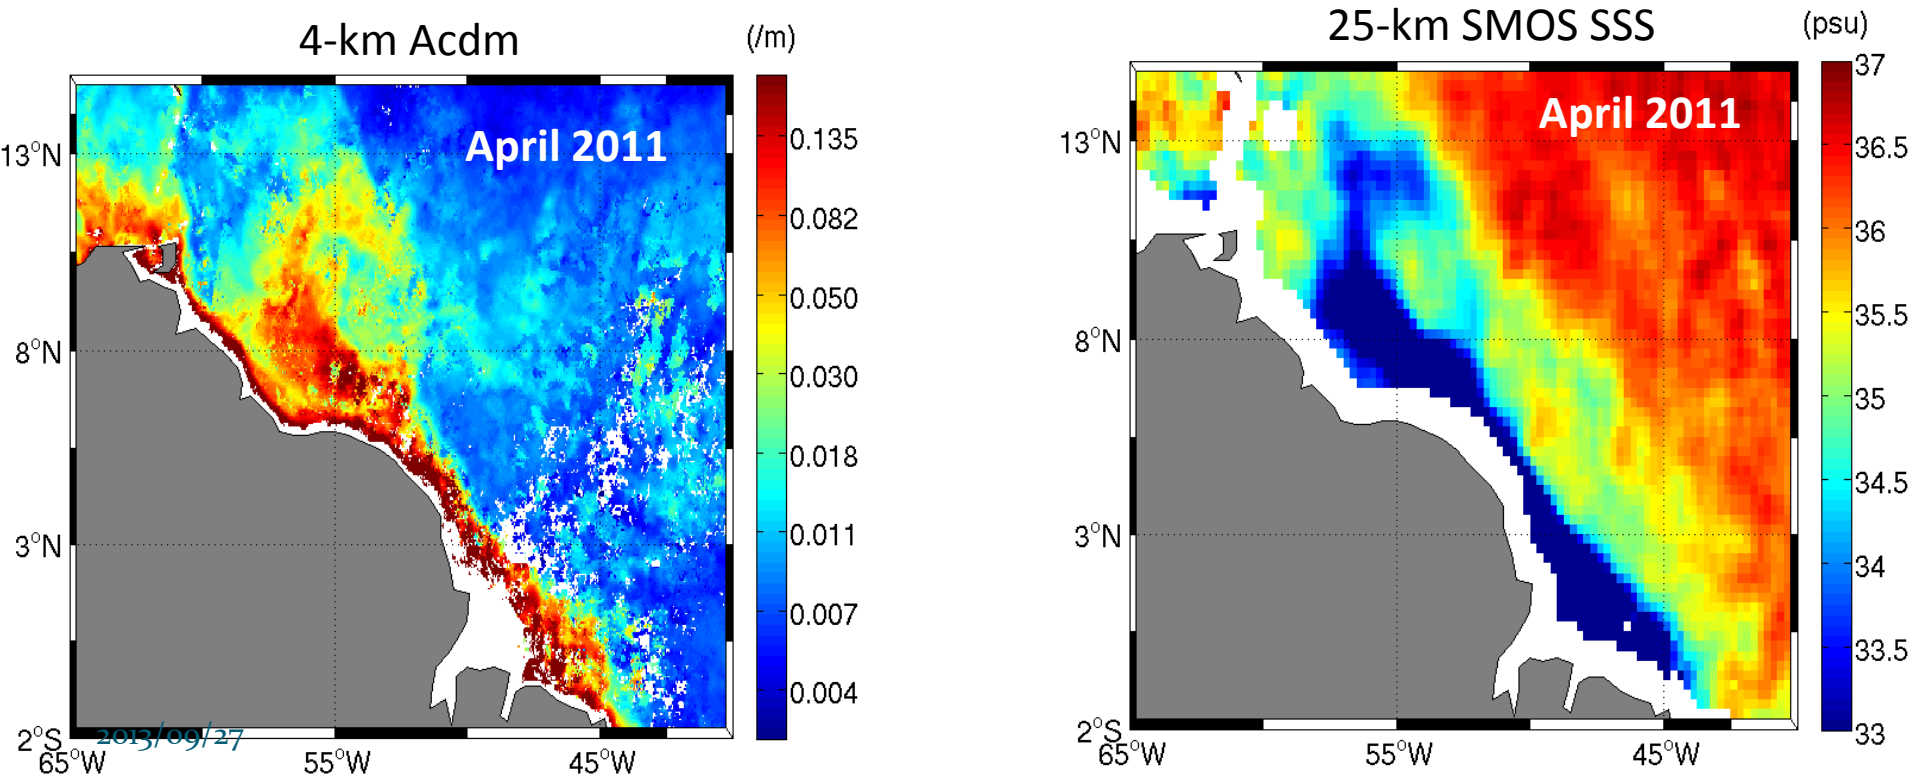 4-km Acdm
(/m)
April 2011
13°N
8°N
3°N
2°S
65°W
55°W
45°W
0.135
0.082
0.050
0.030
0.018
0.011
0.007
0.004
2013/09/27
25-km SMOS SSS
(psu)
April 2011
13°N
8°N
3°N
2°S
65°W
55°W
45°W
37
36.5
36
35.5
35
34.5
34
33.5
33